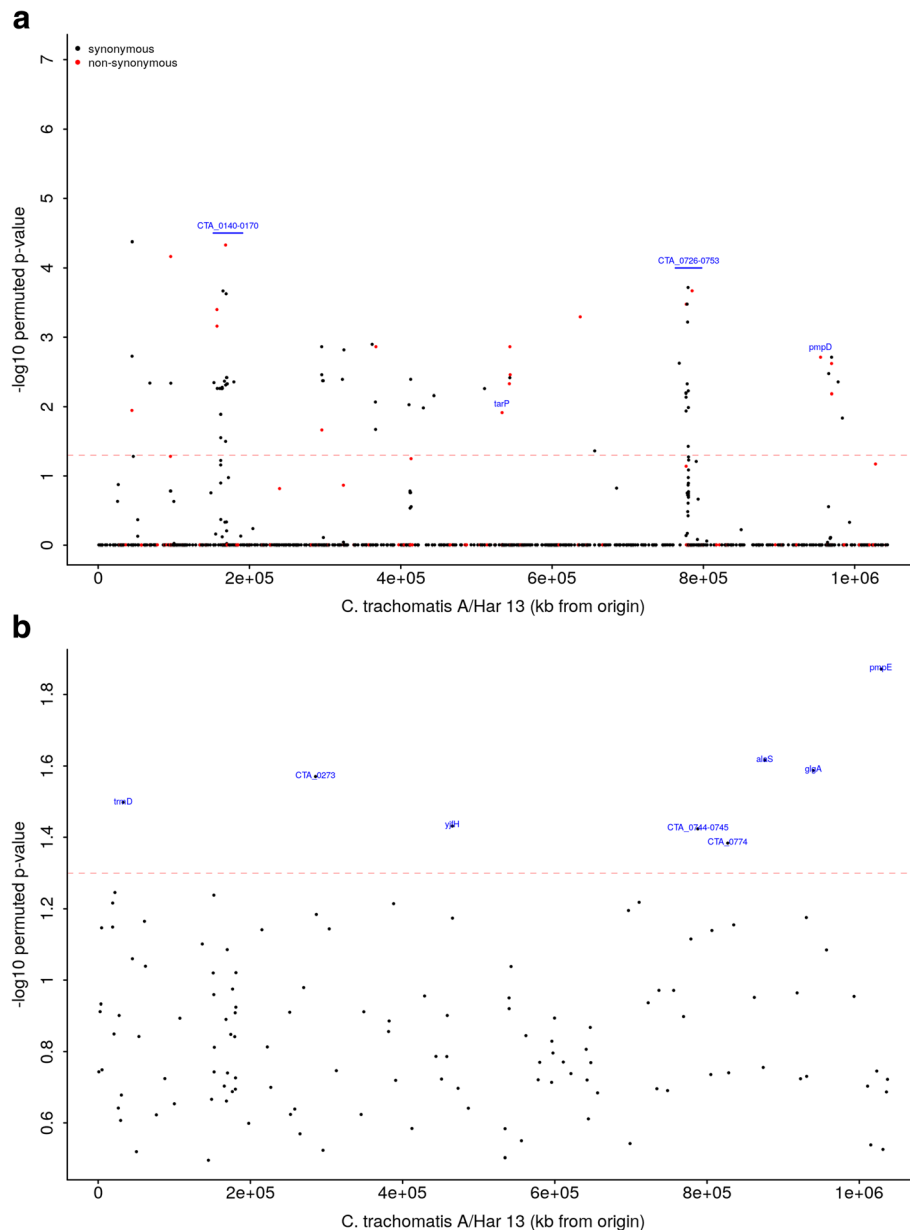 a
synonymous
non-synonymous
7
6
5
4
3
2
1
0
-log10 permuted p-value
CTA_0140-0170
CTA_0726-0753
pmpD
tarP
0
2e+05
4e+05
6e+05
8e+05
1e+06
C. trachomatis A/Har 13 (kb from origin)
b
1.8
1.6
1.4
1.2
1
0.8
0.6
-log10 permuted p-value
pmpE
alaS
glgA
CTA_0273
trmD
yjfH
CTA_0744-0745
CTA_0774
0
2e+05
4e+05
6e+05
8e+05
1e+06
C. trachomatis A/Har 13 (kb from origin)